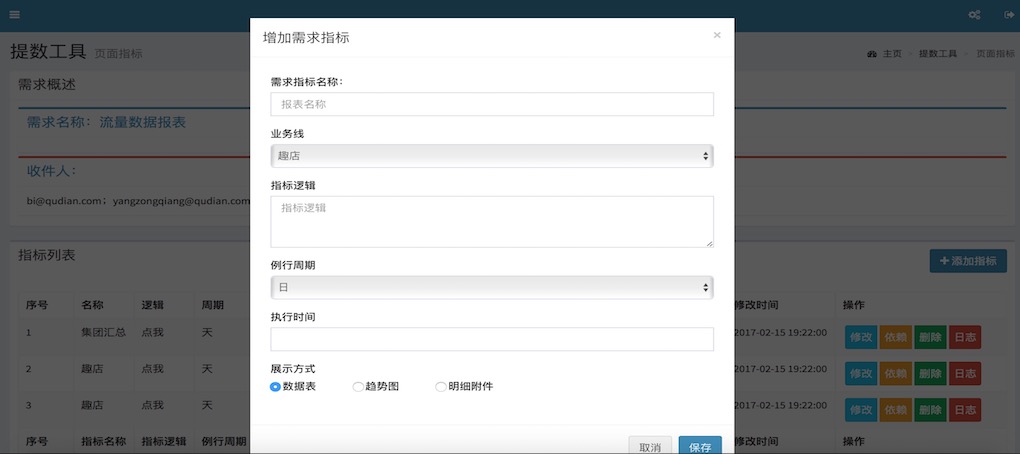 增加需求指标
×
提数工具 页面指标
主页 提数工具 页面指标
需求概述
需求名称：流量数据报表
收件人：
bi@qudian.com；yangzongqiang@qudian.com
需求指标名称：
报表名称
业务线
趣店
指标逻辑
指标逻辑
例行周期
日
执行时间
展示方式
数据表 趋势图 明细附件
取消 保存
指标列表
添加指标
序号 名称 逻辑 周期 修改时间 操作
1 集团汇总 点我 天 2017-02-15 19:22:00 修改 依赖 删除 日志
2 趣店 点我 天 2017-02-15 19:22:00 修改 依赖 删除 日志
3 趣店 点我 天 2017-02-15 19:22:00 修改 依赖 删除 日志
序号 指标名称 指标逻辑 例行周期 修改时间 操作